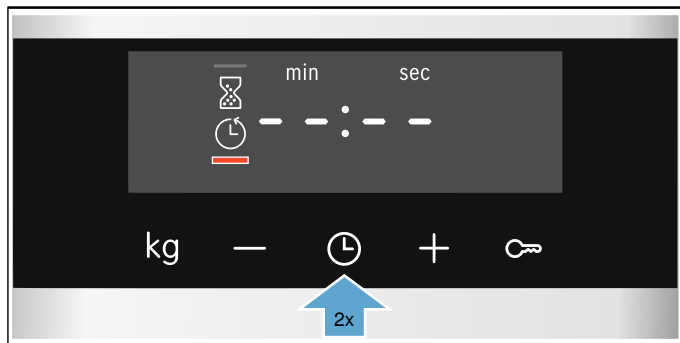 min sec
-- -- : -- --
kg
2x